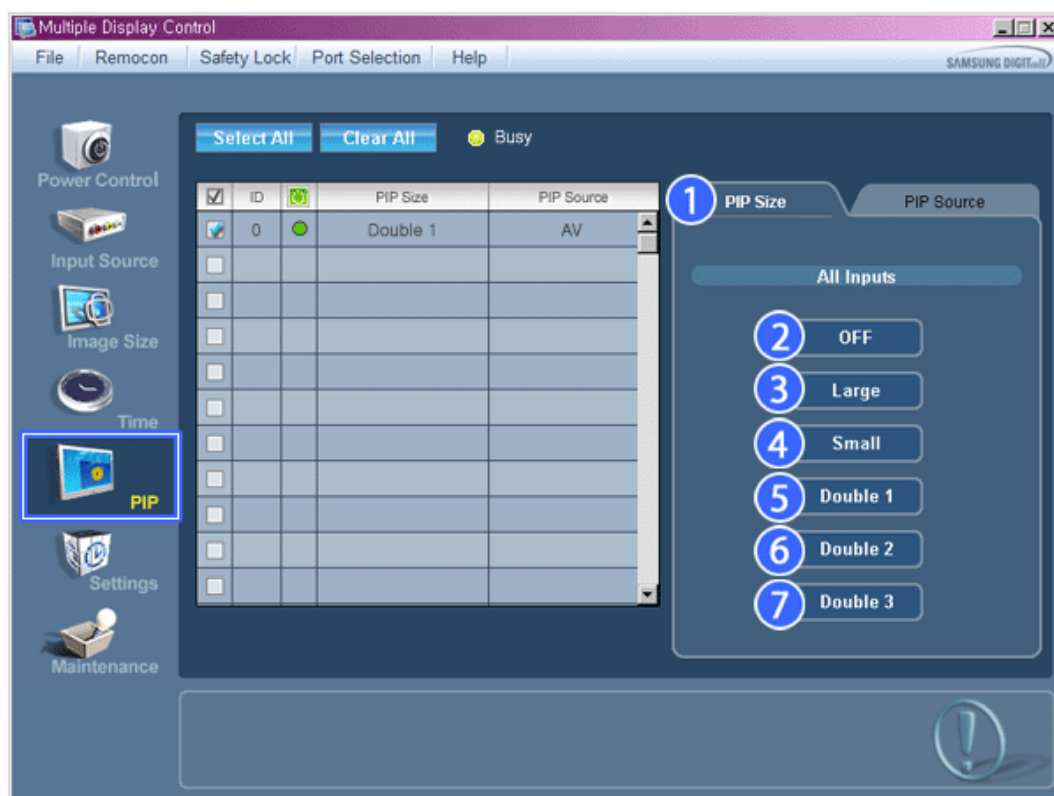 Multiple Display Control
File Remocon Safety Lock Port Selection Help
SAMSUNG DIGITall
Select All Clear All Busy
Power Control
ID PIP Size PIP Source
0 Double 1 AV
1 PIP Size PIP Source
Input Source
All Inputs
Image Size
2 OFF
3 Large
Time
4 Small
PIP
5 Double 1
6 Double 2
Settings
7 Double 3
Maintenance